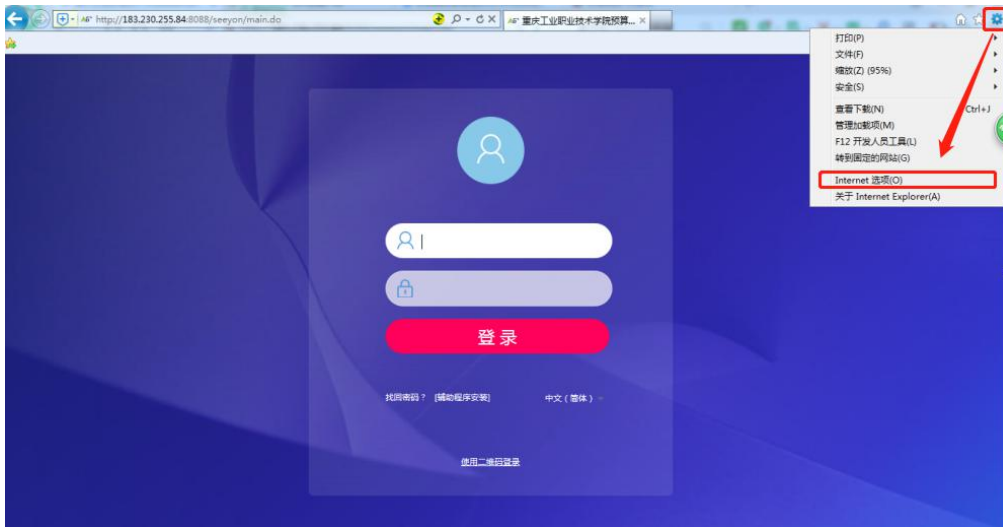 http://183.230.255.84:8088/seeyon/main.do
A6+ 重庆工业职业技术学院预算...
打印(P)
文件(F)
缩放(Z) (95%)
安全(S)
查看下载(N) Ctrl+J
管理加载项(M)
F12 开发人员工具(L)
转到固定的网站(G)
Internet 选项(O)
关于 Internet Explorer(A)
登录
找回密码？ [辅助程序安装] 中文（简体）
使用二维码登录